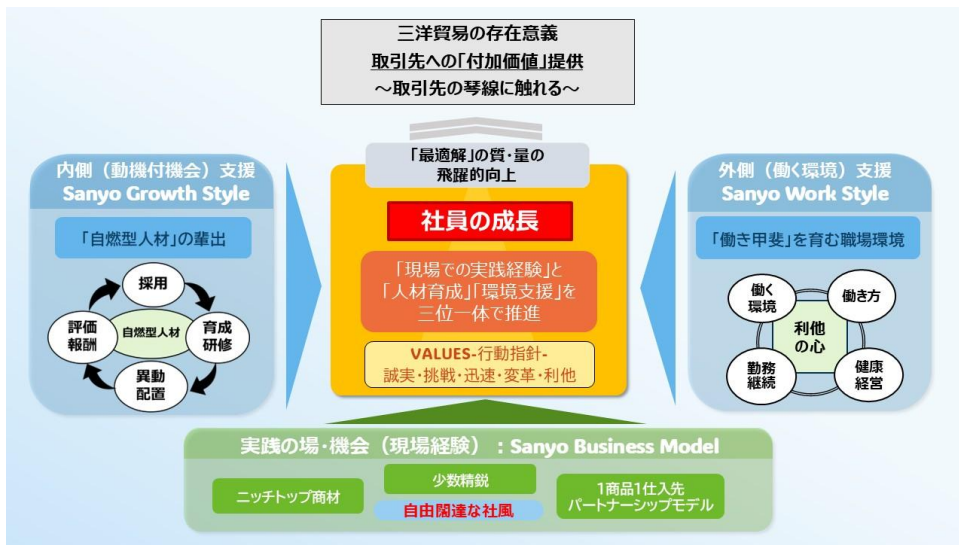 三洋貿易の存在意義
取引先への「付加価値」提供
～取引先の琴線に触れる～
「最適解」の質・量の
飛躍的向上
内側（動機付機会）支援
Sanyo Growth Style
「自燃型人材」の輩出
採用
育成
研修
異動
配置
評価
報酬
自燃型人材
社員の成長
「現場での実践経験」と
「人材育成」「環境支援」を
三位一体で推進
VALUES-行動指針-
誠実・挑戦・迅速・変革・利他
外側（働く環境）支援
Sanyo Work Style
「働き甲斐」を育む職場環境
働く
環境
働き方
利他
の心
勤務
継続
健康
経営
実践の場・機会（現場経験）：Sanyo Business Model
ニッチトップ商材
少数精鋭
自由闊達な社風
1商品1仕入先
パートナーシップモデル